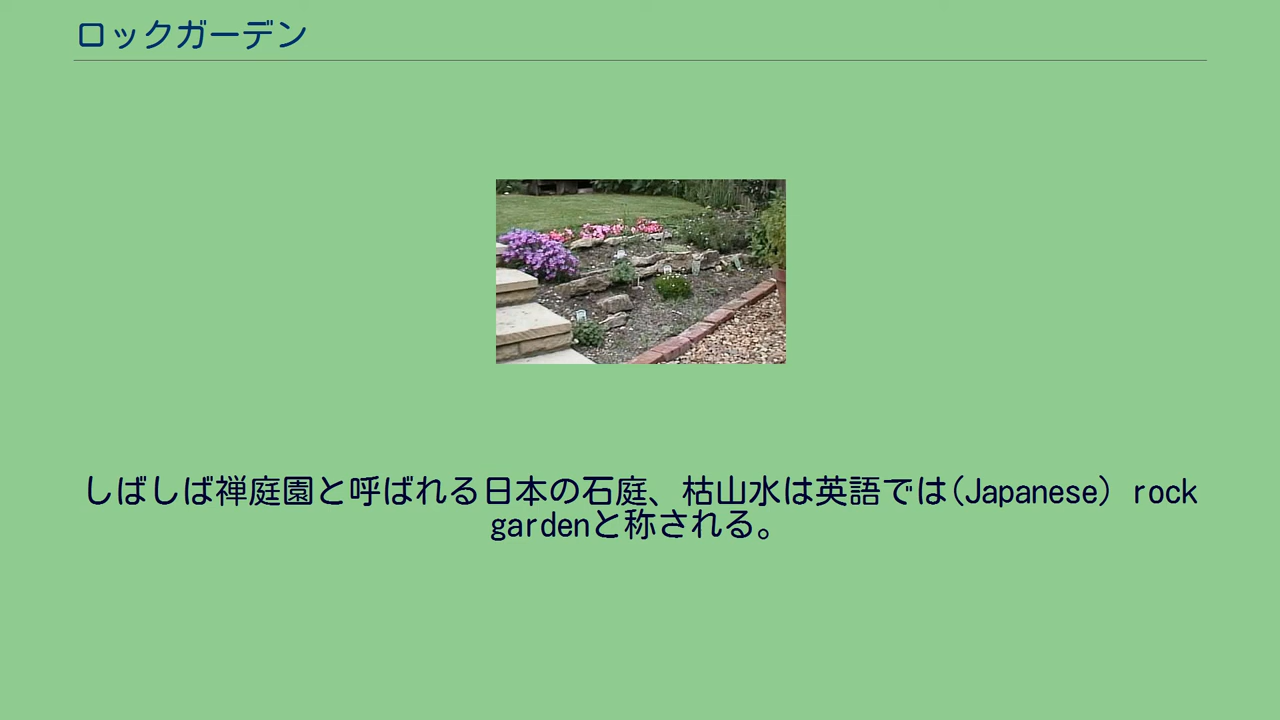 ロックガーデン
しばしば禅庭園と呼ばれる日本の石庭、枯山水は英語では(Japanese) rock
gardenと称される。